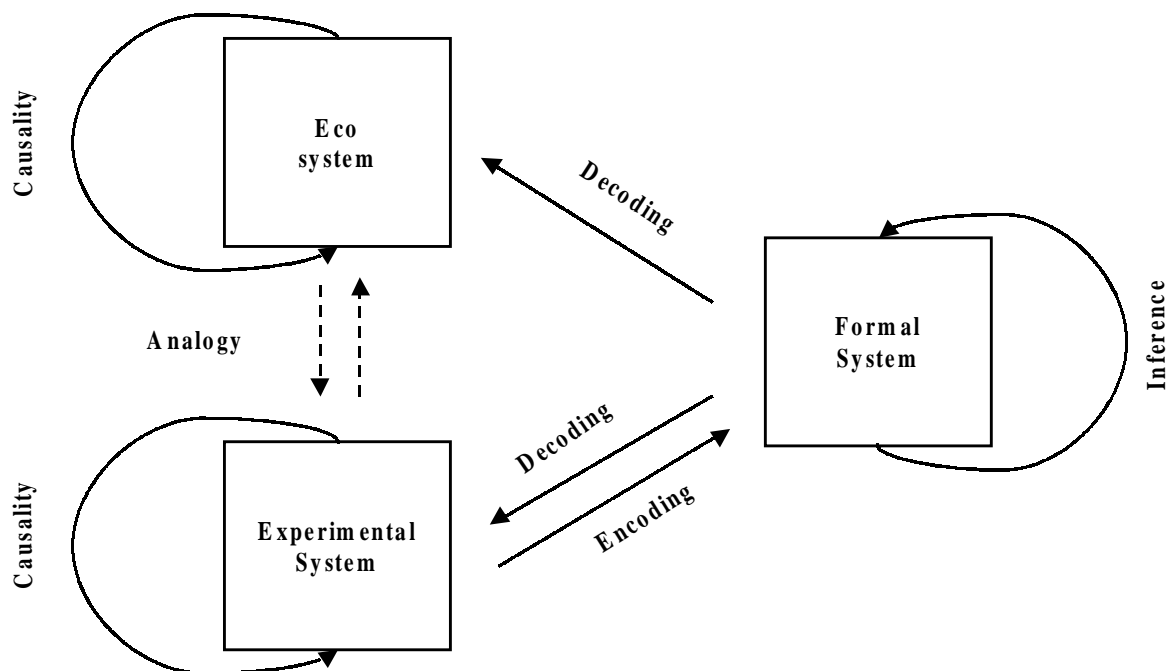 Causality
Eco
system
Decoding
Analogy
Formal
System
Inference
Decoding
Encoding
Causality
Experimental
System